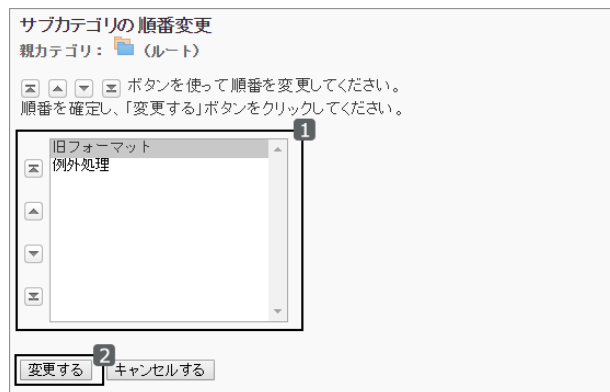 サブカテゴリの 順番変更
親カテゴリ： （ルート）
ボタンを使って順番を変更してください。
順番を確定し、「変更する」ボタンをクリックしてください。
1
旧フォーマット
例外処理
2
変更する キャンセルする